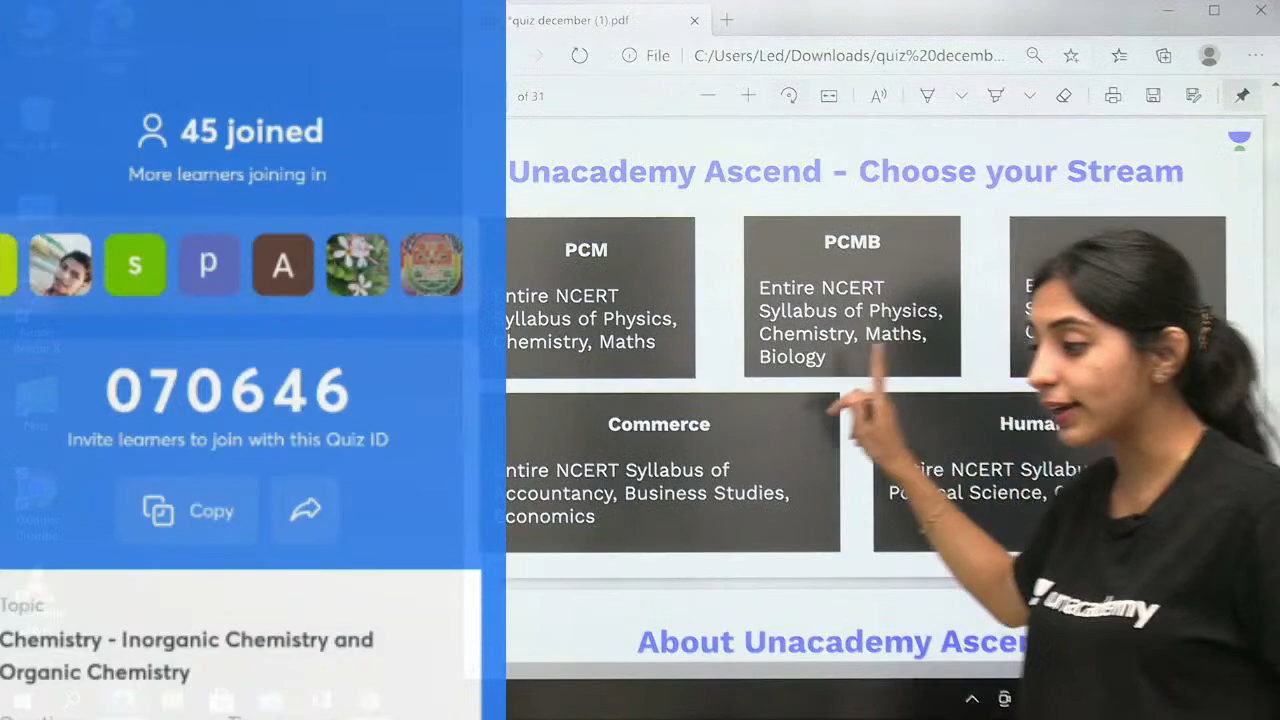 45 joined
More learners joining in
s
p
A
070646
Invite learners to join with this Quiz ID
Copy
Topic
Chemistry - Inorganic Chemistry and
Organic Chemistry
*quiz december (1).pdf
File
C:/Users/Led/Downloads/quiz%20decemb...
of 31
Unacademy Ascend - Choose your Stream
PCM
ntire NCERT
yllabus of Physics,
hemistry, Maths
PCMB
Entire NCERT
Syllabus of Physics,
Chemistry, Maths,
Biology
Commerce
ntire NCERT Syllabus of
ccountancy, Business Studies,
conomics
Huma
ire NCERT Syllabu
Science,
About Unacademy Ascen
unacademy